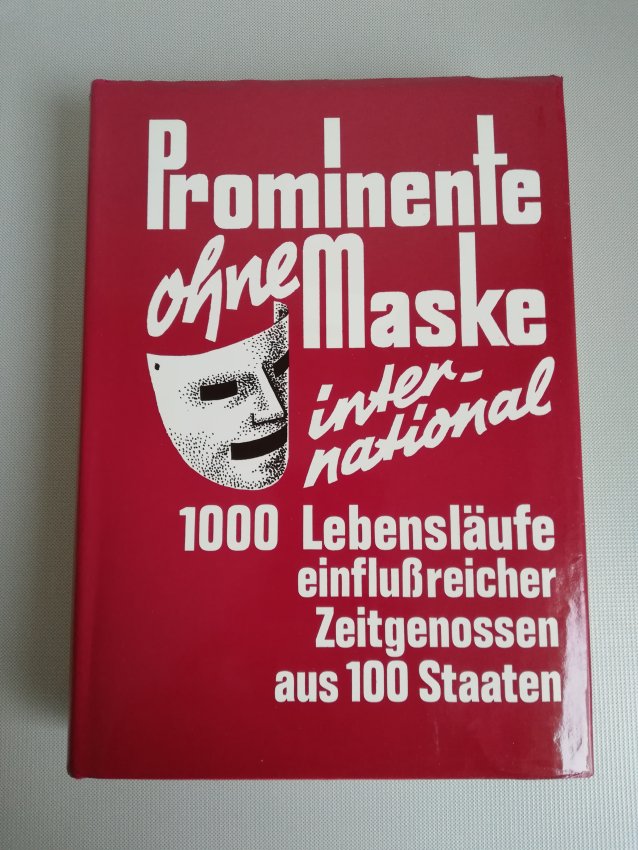 Prominente
ohne Maske
inter-
national
1000 Lebensläufe
einflußreicher
Zeitgenossen
aus 100 Staaten